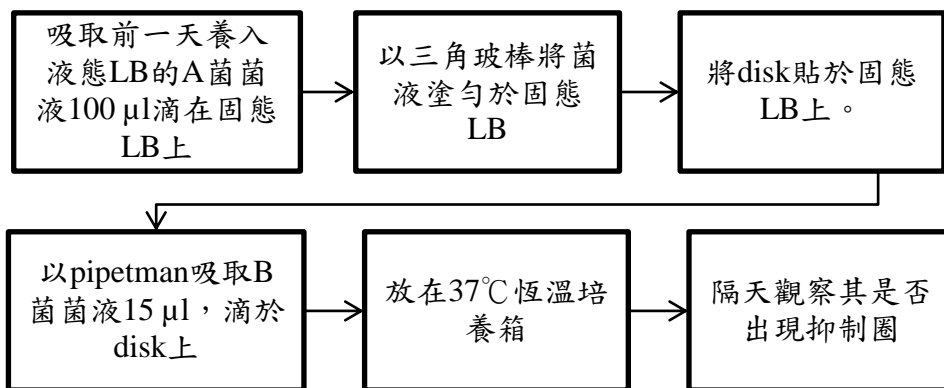 吸取前一天養入
液態LB的A菌菌
液100 μl滴在固態
LB上
以三角玻棒將菌
液塗勻於固態
LB
將disk貼於固態
LB上。
以pipetman吸取B
菌菌液15 μl，滴於
disk上
放在37℃恆溫培
養箱
隔天觀察其是否
出現抑制圈